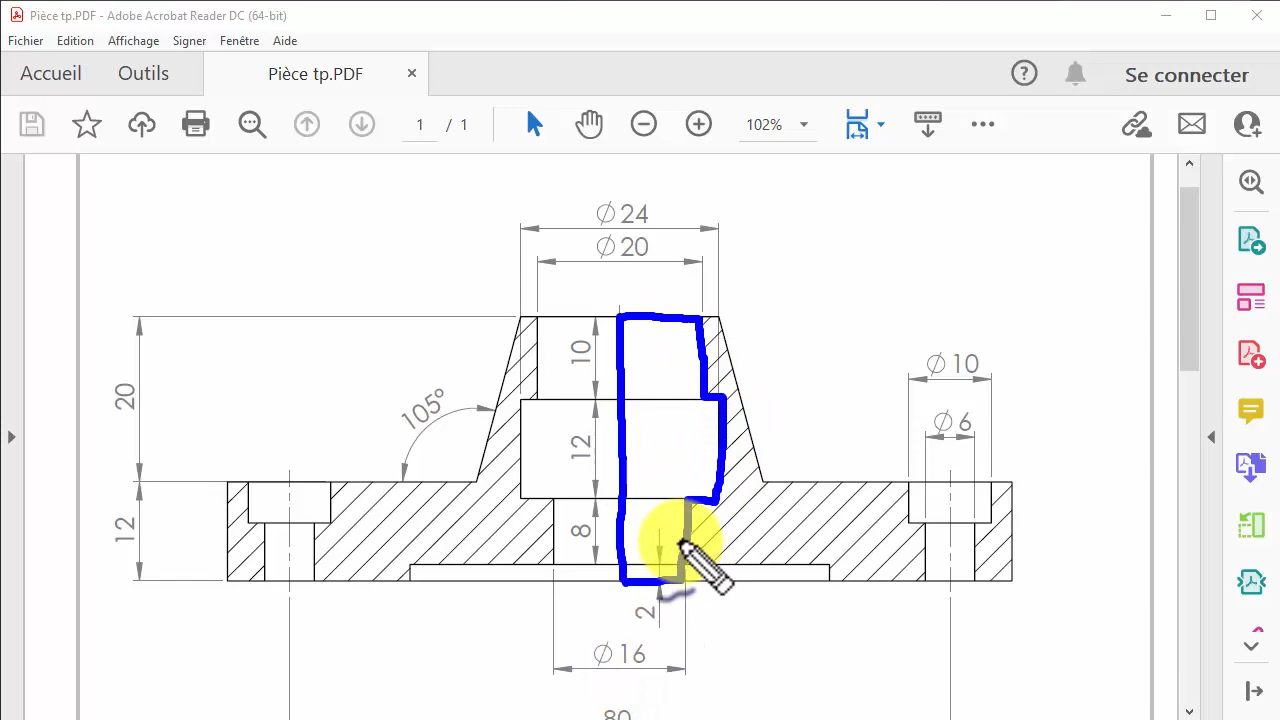 Pièce tp.PDF - Adobe Acrobat Reader DC (64-bit)
Fichier Edition Affichage Signer Fenêtre Aide
Accueil Outils Pièce tp.PDF × Se connecter
1 / 1 102%
Ø24
Ø20
10
20
105°
Ø10
Ø6
12
12
8
2
Ø16
80